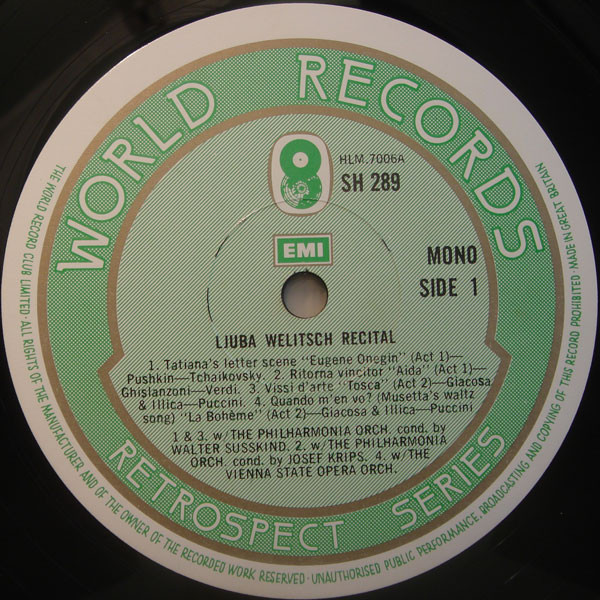 WORLD RECORDS
HLM.7006A
SH 289
EMI
MONO
SIDE 1
LJUBA WELITSCH RECITAL
1. Tatiana's letter scene "Eugene Onegin" (Act 1)—
Pushkin—Tchaikovsky. 2. Retorna vincitor "Aida" (Act 1)—
Ghislanzoni—Verdi. 3. Vissi d'arte "Tosca" (Act 2)—Giacosa
& Illica—Puccini. 4. Quando m'en vo? (Musetta's waltz
song) "La Bohème" (Act 2)—Giacosa & Illica—Puccini
1 & 3. w/THE PHILHARMONIA ORCH. cond. by
WALTER SUSSKIND. 2. w/THE PHILHARMONIA
ORCH. cond. by JOSEF KRIPS. 4. w/THE
VIENNA STATE OPERA ORCH.
RETROSPECT SERIES
THE WORLD RECORD CLUB LIMITED · ALL RIGHTS OF THE MANUFACTURER AND OF THE OWNER OF THE RECORDED WORK RESERVED · UNAUTHORISED PUBLIC PERFORMANCE, BROADCASTING AND COPYING OF THIS RECORD PROHIBITED · MADE IN GREAT BRITAIN